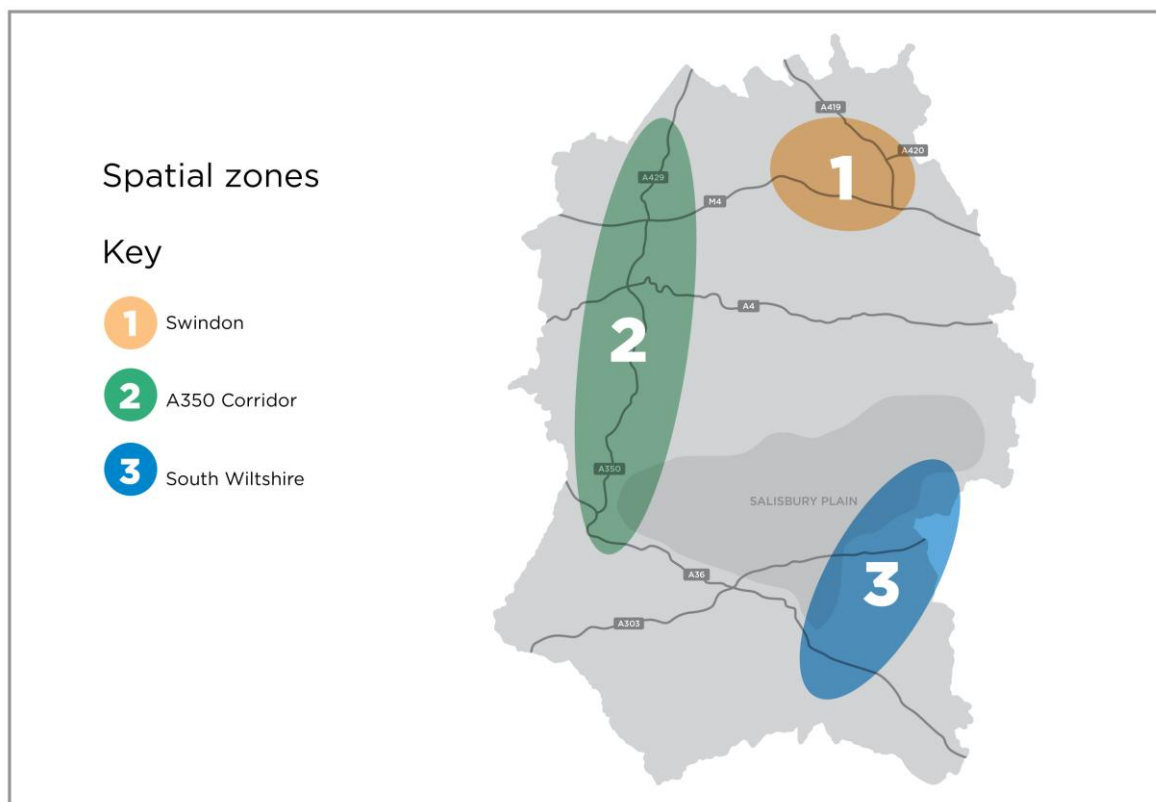 Spatial zones
Key
1 Swindon
2 A350 Corridor
3 South Wiltshire
A419
1
A420
A429
M4
A4
2
A350
SALISBURY PLAIN
A36
3
A303